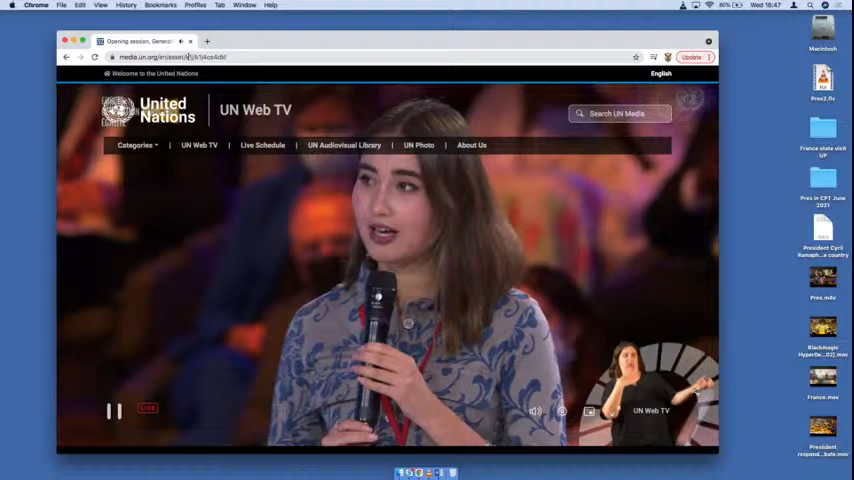 Chrome File Edit View History Bookmarks Profiles Tab Window Help 80% Wed 16:47
Opening session, Generat
media.un.org/en/asset/
Update
Welcome to the United Nations
English
United
Nations
UN Web TV
Search UN Media
Categories UN Web TV Live Schedule UN Audiovisual Library UN Photo About Us
LIVE
UN Web TV
Macintosh
Pres2.flv
France state visit
UP
Pres in CPT June
2021
President Cyril
Ramaph...e country
Pres.m4v
Blackmagic
HyperDe...02].mov
France.mov
President
respond...bate.mov